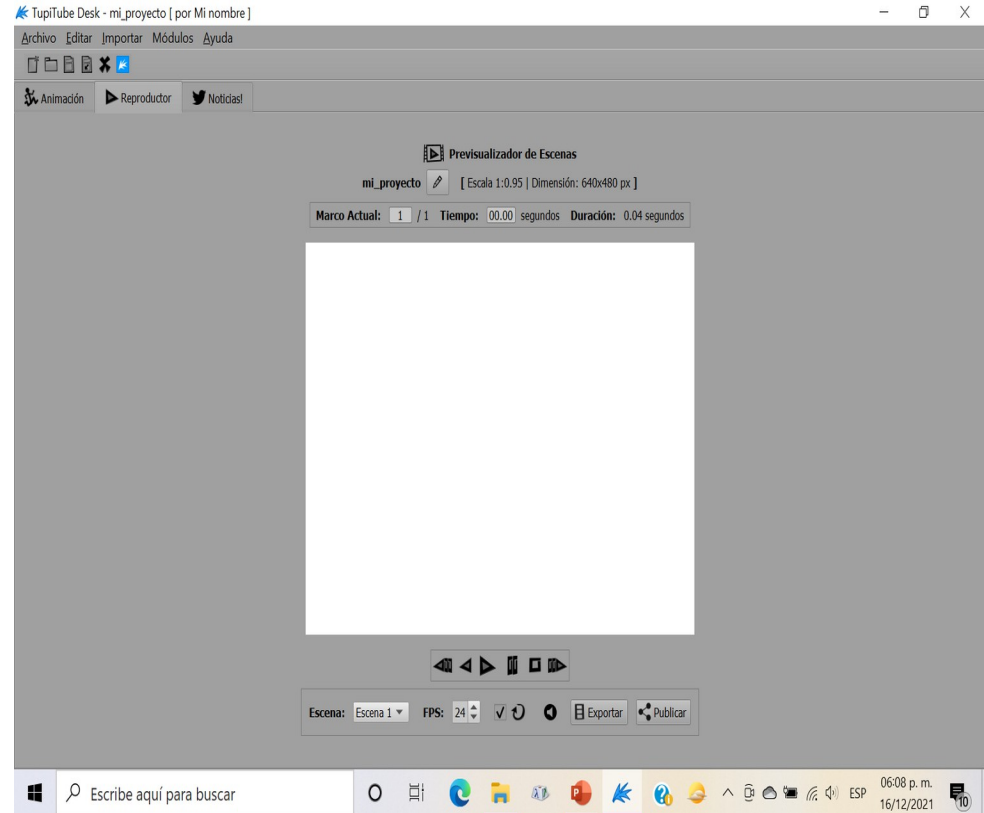 TupiTube Desk - mi_proyecto [ por Mi nombre ]
Archivo Editar Importar Módulos Ayuda
Animación Reproductor Noticias!
Previsualizador de Escenas
mi_proyecto [ Escala 1:0.95 | Dimensión: 640x480 px ]
Marco Actual: 1 / 1 Tiempo: 00.00 segundos Duración: 0.04 segundos
Escena: Escena 1 FPS: 24 Exportar Publicar
Escribe aquí para buscar
ESP
06:08 p. m.
16/12/2021
10